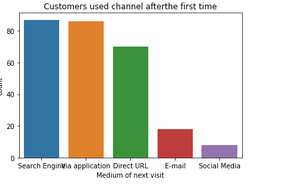 Customers used channel afterthe first time
80
60
40
20
0
count
Search Engine Via application Direct URL E-mail Social Media
Medium of next visit